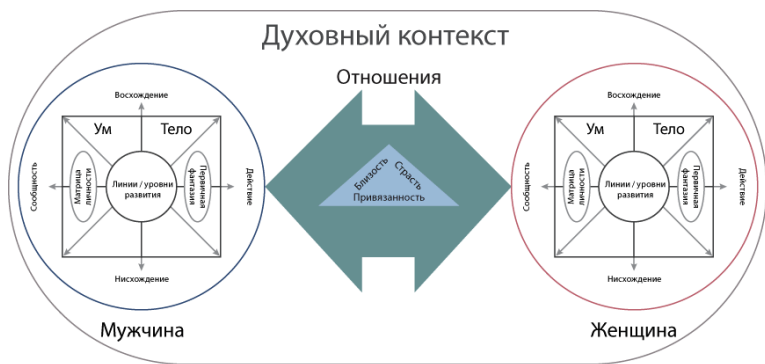 Духовный контекст
Отношения
Восхождение
Ум
Тело
Сообщность
Матрица
личности
Линии / уровни
развития
Первичная
фантазия
Действие
Нисхождение
Мужчина
Близость
Страсть
Привязанность
Восхождение
Ум
Тело
Сообщность
Матрица
личности
Линии / уровни
развития
Первичная
фантазия
Действие
Нисхождение
Женщина